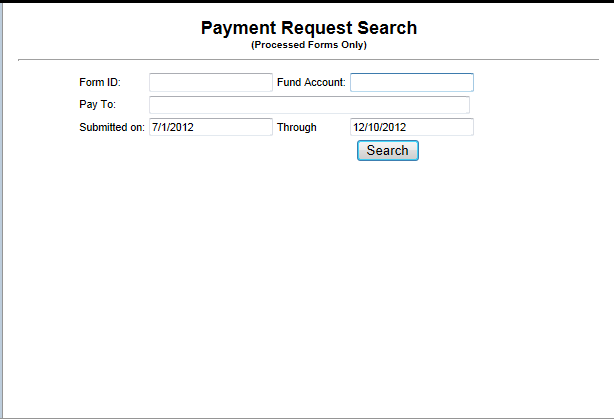 Payment Request Search
(Processed Forms Only)
Form ID: Fund Account:
Pay To:
Submitted on: 7/1/2012 Through 12/10/2012
Search